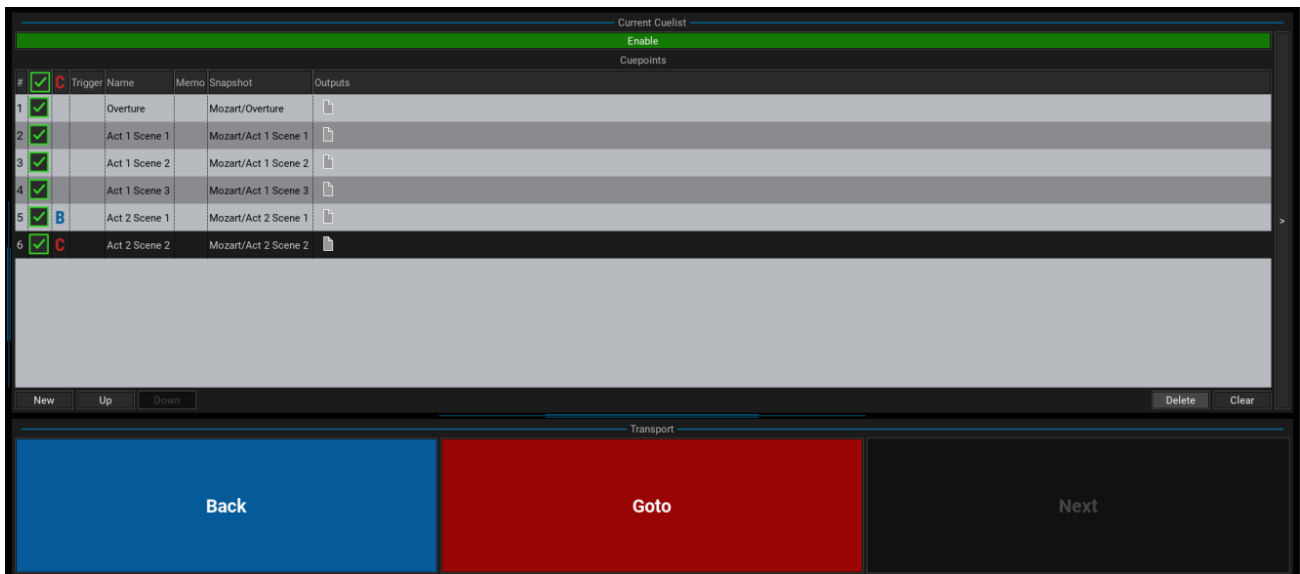 Current Cuelist
Enable
Cuepoints
# C Trigger Name Memo Snapshot Outputs
1 Overture Mozart/Overture
2 Act 1 Scene 1 Mozart/Act 1 Scene 1
3 Act 1 Scene 2 Mozart/Act 1 Scene 2
4 Act 1 Scene 3 Mozart/Act 1 Scene 3
5 B Act 2 Scene 1 Mozart/Act 2 Scene 1
6 C Act 2 Scene 2 Mozart/Act 2 Scene 2
>
New Up Down Delete Clear
Transport
Back Goto Next